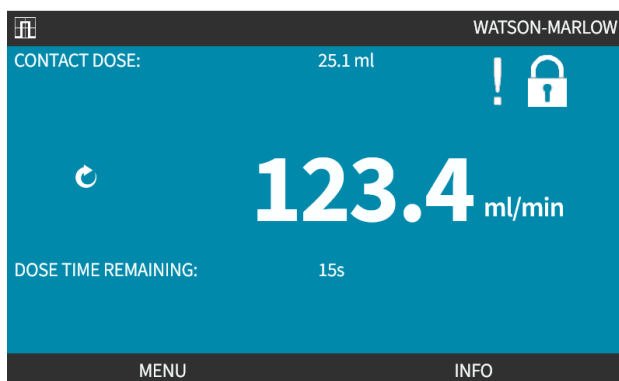 WATSON-MARLOW
CONTACT DOSE: 25.1 ml
!
123.4 ml/min
DOSE TIME REMAINING: 15s
MENU INFO